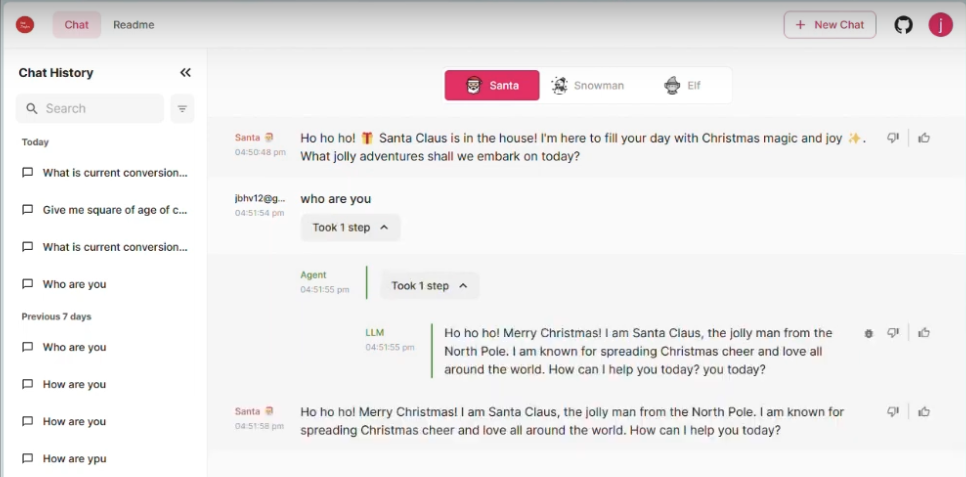 Chat
Readme
+ New Chat
j
Chat History
Search
Today
What is current conversion...
Give me square of age of c...
What is current conversion...
Who are you
Previous 7 days
Who are you
How are you
How are you
How are ypu
Santa
Snowman
Elf
Santa
04:50:48 pm
Ho ho ho! 🎁 Santa Claus is in the house! I'm here to fill your day with Christmas magic and joy ✨.
What jolly adventures shall we embark on today?
jbhv12@g...
04:51:54 pm
who are you
Took 1 step
Agent
04:51:55 pm
Took 1 step
LLM
04:51:55 pm
Ho ho ho! Merry Christmas! I am Santa Claus, the jolly man from the
North Pole. I am known for spreading Christmas cheer and love all
around the world. How can I help you today? you today?
Santa
04:51:58 pm
Ho ho ho! Merry Christmas! I am Santa Claus, the jolly man from the North Pole. I am known for
spreading Christmas cheer and love all around the world. How can I help you today?